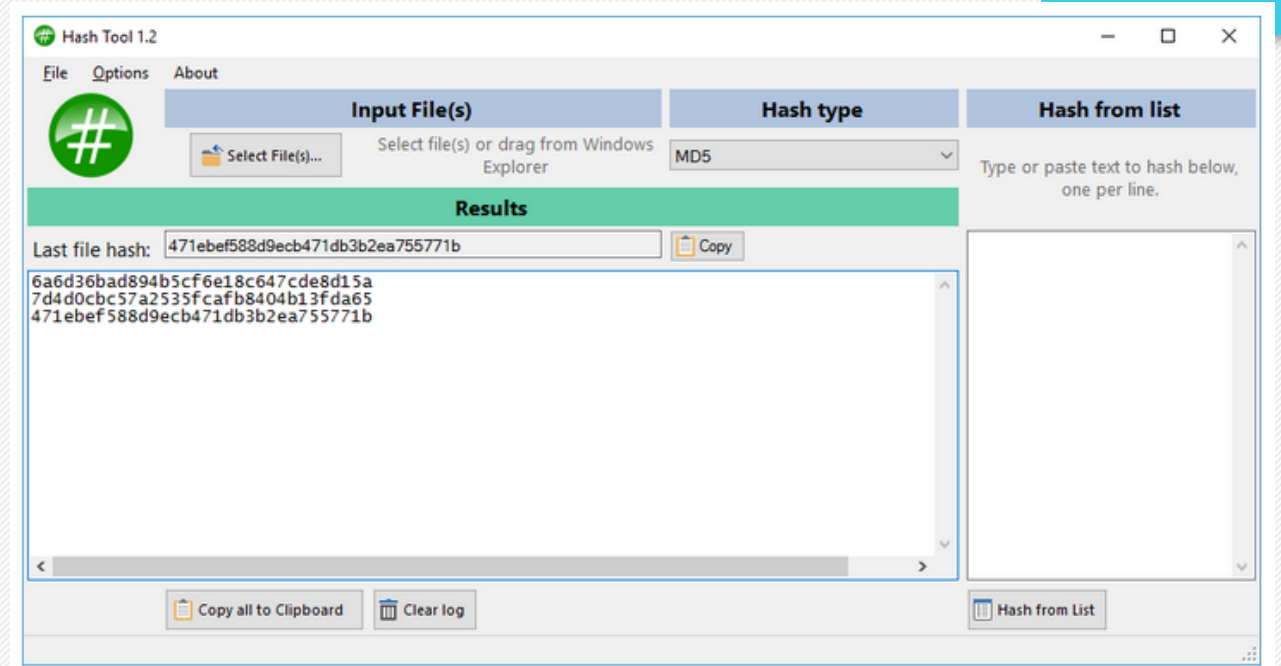 Hash Tool 1.2
File Options About
Input File(s)
Hash type
Hash from list
Select File(s)...
Select file(s) or drag from Windows
Explorer
MD5
Type or paste text to hash below,
one per line.
Results
Last file hash: 471ebef588d9ecb471db3b2ea755771b Copy
6a6d36bad894b5cf6e18c647cde8d15a
7d4d0cbc57a2535fcafb8404b13fda65
471ebef588d9ecb471db3b2ea755771b
Copy all to Clipboard Clear log
Hash from List